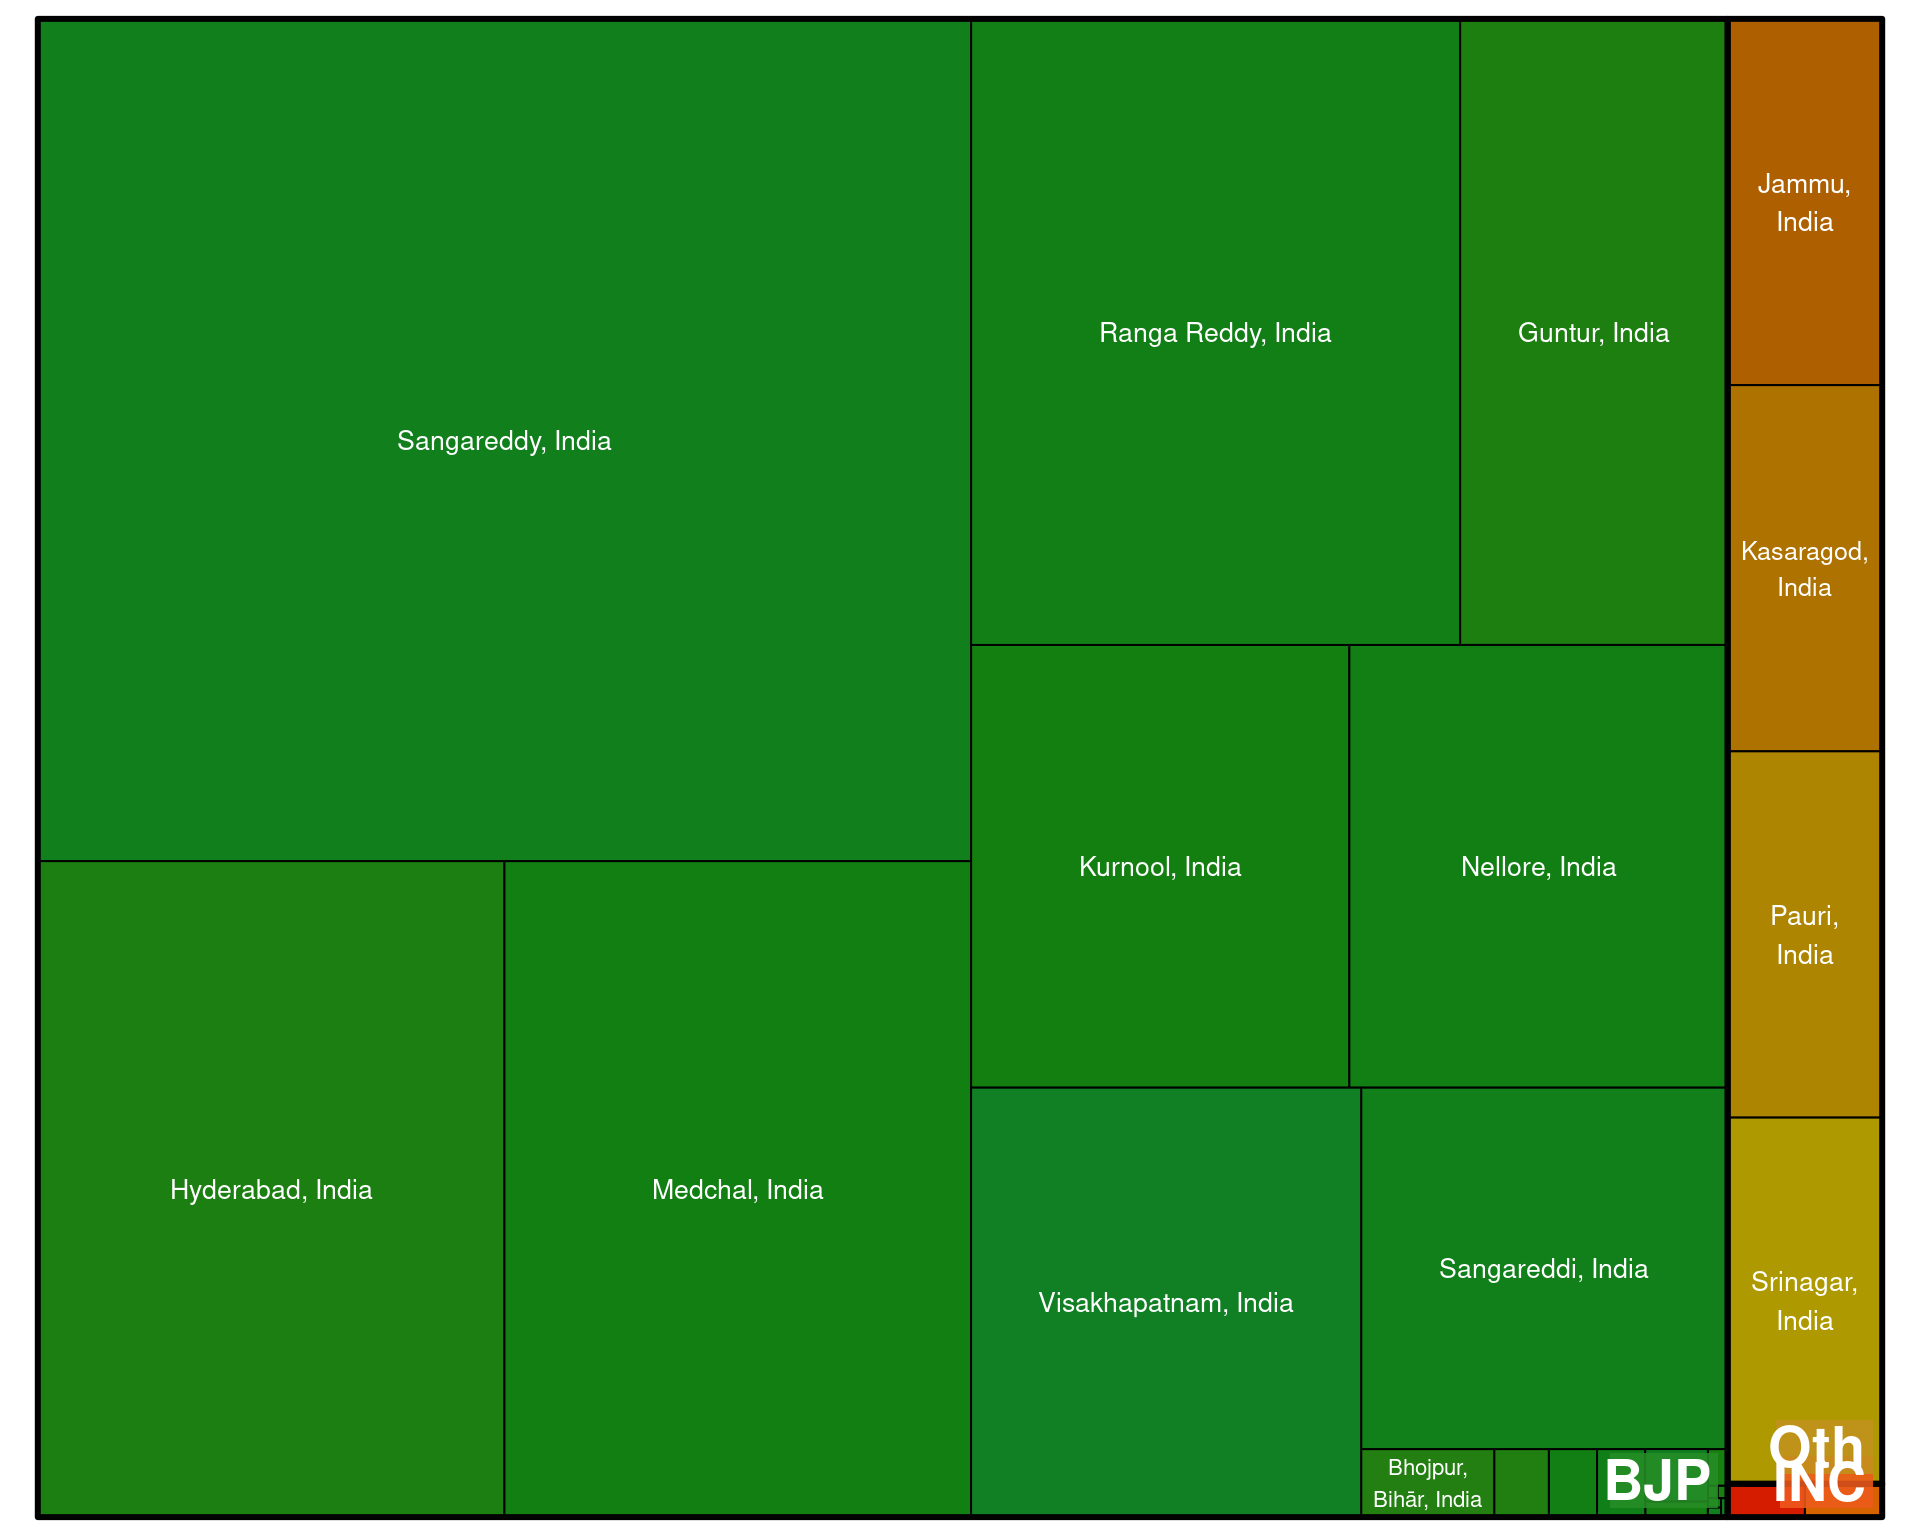 Sangareddy, India
Ranga Reddy, India
Guntur, India
Jammu,
India
Kasaragod,
India
Kurnool, India
Nellore, India
Pauri,
India
Hyderabad, India
Medchal, India
Visakhapatnam, India
Sangareddi, India
Srinagar,
India
Bhojpur,
Bihār, India
BJP
Oth
INC